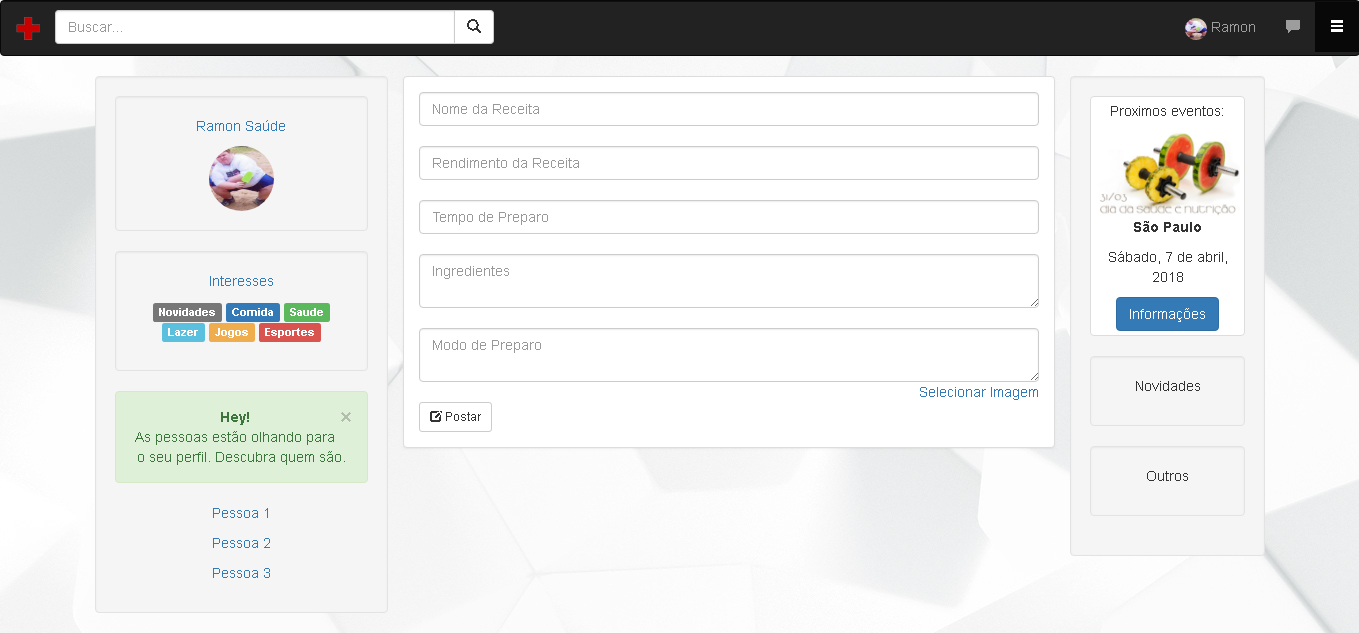 Buscar...
Ramon
Ramon Saúde
Interesses
Novidades Comida Saude
Lazer Jogos Esportes
Hey! ×
As pessoas estão olhando para
o seu perfil. Descubra quem são.
Pessoa 1
Pessoa 2
Pessoa 3
Nome da Receita
Rendimento da Receita
Tempo de Preparo
Ingredientes
Modo de Preparo
Selecionar Imagem
Postar
Proximos eventos:
31/03
dia da saúde e nutrição
São Paulo
Sábado, 7 de abril,
2018
Informações
Novidades
Outros